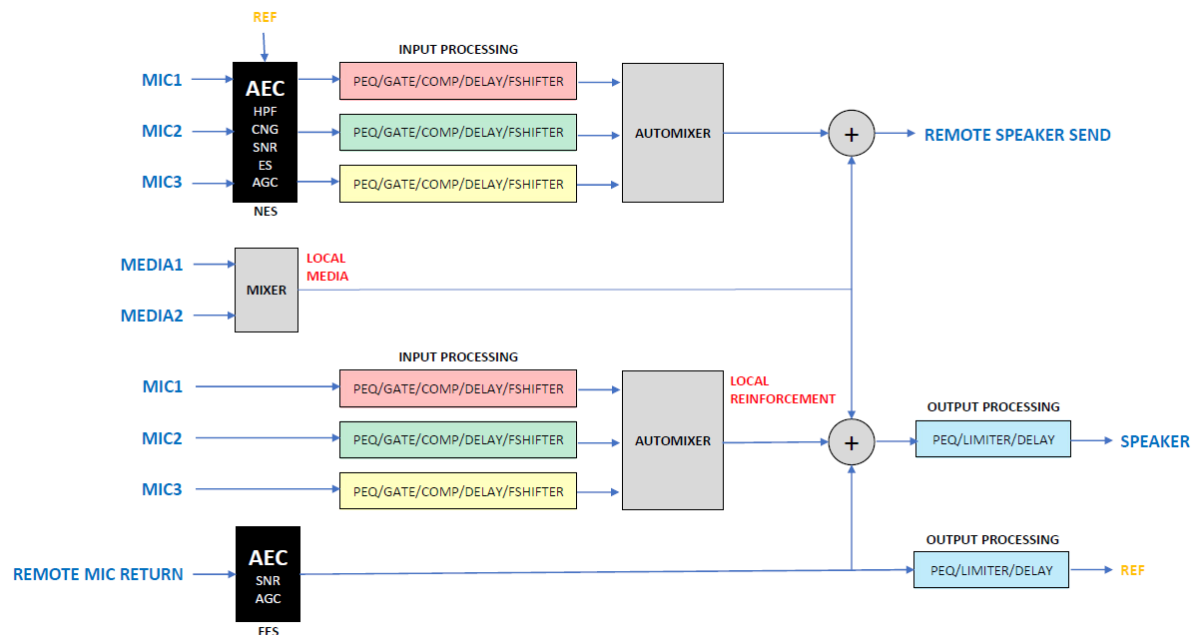 REF
INPUT PROCESSING
MIC1
AEC
PEQ/GATE/COMP/DELAY/FSHIFTER
HPF
CNG
MIC2
PEQ/GATE/COMP/DELAY/FSHIFTER
AUTOMIXER
+
REMOTE SPEAKER SEND
SNR
ES
MIC3
AGC
PEQ/GATE/COMP/DELAY/FSHIFTER
NES
LOCAL
MEDIA
MEDIA1
MIXER
MEDIA2
INPUT PROCESSING
MIC1
PEQ/GATE/COMP/DELAY/FSHIFTER
LOCAL
REINFORCEMENT
OUTPUT PROCESSING
MIC2
PEQ/GATE/COMP/DELAY/FSHIFTER
AUTOMIXER
+
PEQ/LIMITER/DELAY
SPEAKER
MIC3
PEQ/GATE/COMP/DELAY/FSHIFTER
OUTPUT PROCESSING
REMOTE MIC RETURN
AEC
SNR
AGC
PEQ/LIMITER/DELAY
REF